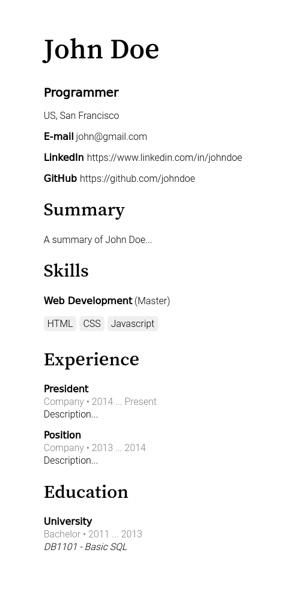 John Doe
Programmer
US, San Francisco
E-mail john@gmail.com
LinkedIn https://www.linkedin.com/in/johndoe
GitHub https://github.com/johndoe
Summary
A summary of John Doe...
Skills
Web Development (Master)
HTML CSS Javascript
Experience
President
Company • 2014 ... Present
Description...
Position
Company • 2013 ... 2014
Description...
Education
University
Bachelor • 2011 ... 2013
DB1101 - Basic SQL